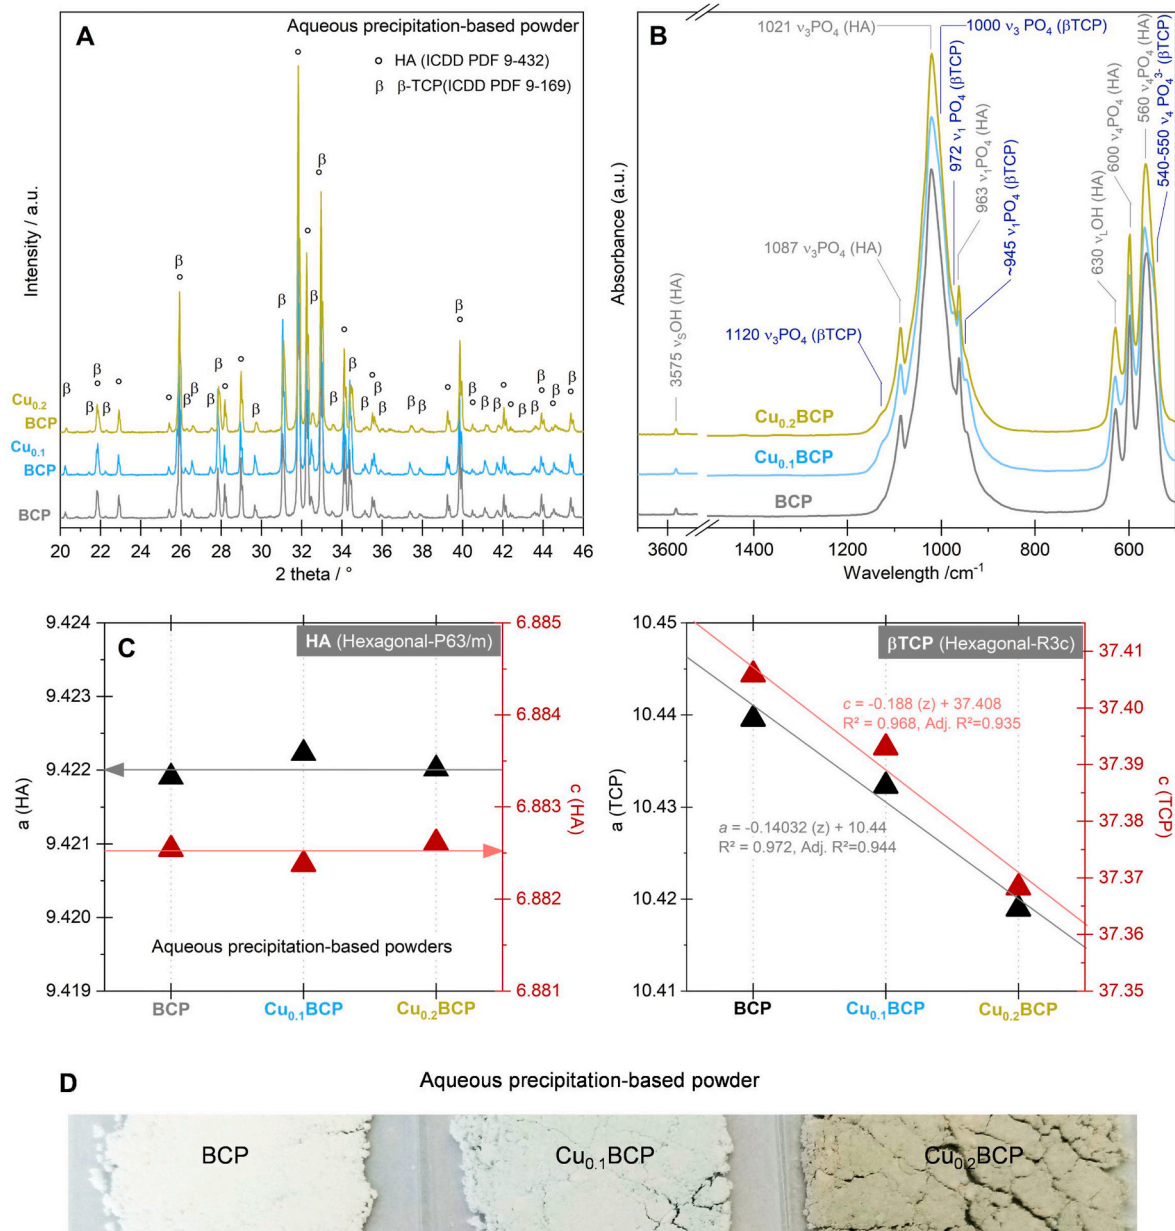 A
Aqueous precipitation-based powder
° HA (ICDD PDF 9-432)
β β-TCP(ICDD PDF 9-169)
Intensity / a.u.
β β β β β β β β β β β β β β β β β β β β β β β β β β β β
Cu0.2
BCP
Cu0.1
BCP
BCP
20 22 24 26 28 30 32 34 36 38 40 42 44 46
2 theta / °
B
Absorbance (a.u.)
3575 νSOH (HA)
1120 ν3PO4 (βTCP)
1087 ν3PO4 (HA)
1021 ν3PO4 (HA)
1000 ν3 PO4 (βTCP)
972 ν1 PO4 (βTCP)
963 ν1PO4 (HA)
~945 ν1PO4 (βTCP)
630 νLOH (HA)
600 ν4PO4 (HA)
560 ν4PO4 (HA)
540-550 ν4 PO4 3- (βTCP)
Cu0.2BCP
Cu0.1BCP
BCP
3600 1400 1200 1000 800 600
Wavelength /cm-1
C
HA (Hexagonal-P63/m)
a (HA)
9.424
9.423
9.422
9.421
9.420
9.419
c (HA)
6.885
6.884
6.883
6.882
6.881
Aqueous precipitation-based powders
BCP Cu0.1BCP Cu0.2BCP
βTCP (Hexagonal-R3c)
a (TCP)
10.45
10.44
10.43
10.42
10.41
c = -0.188 (z) + 37.408
R² = 0.968, Adj. R²=0.935
a = -0.14032 (z) + 10.44
R² = 0.972, Adj. R²=0.944
c (TCP)
37.41
37.40
37.39
37.38
37.37
37.36
37.35
BCP Cu0.1BCP Cu0.2BCP
D
Aqueous precipitation-based powder
BCP Cu0.1BCP Cu0.2BCP